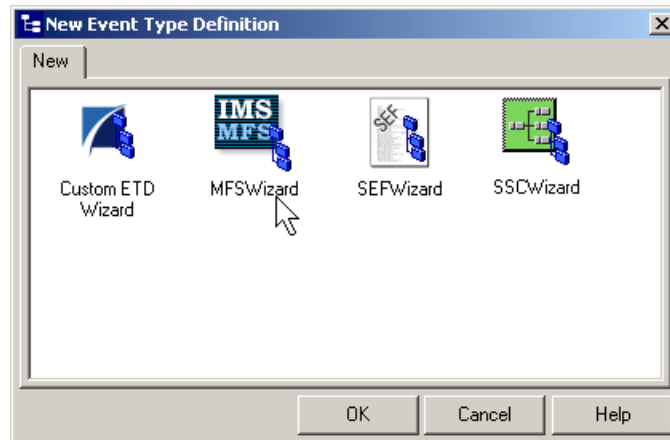 New Event Type Definition
New
IMS
MFS
SEF
Custom ETD
Wizard
MFSWizard
SEFWizard
SSCWizard
OK
Cancel
Help